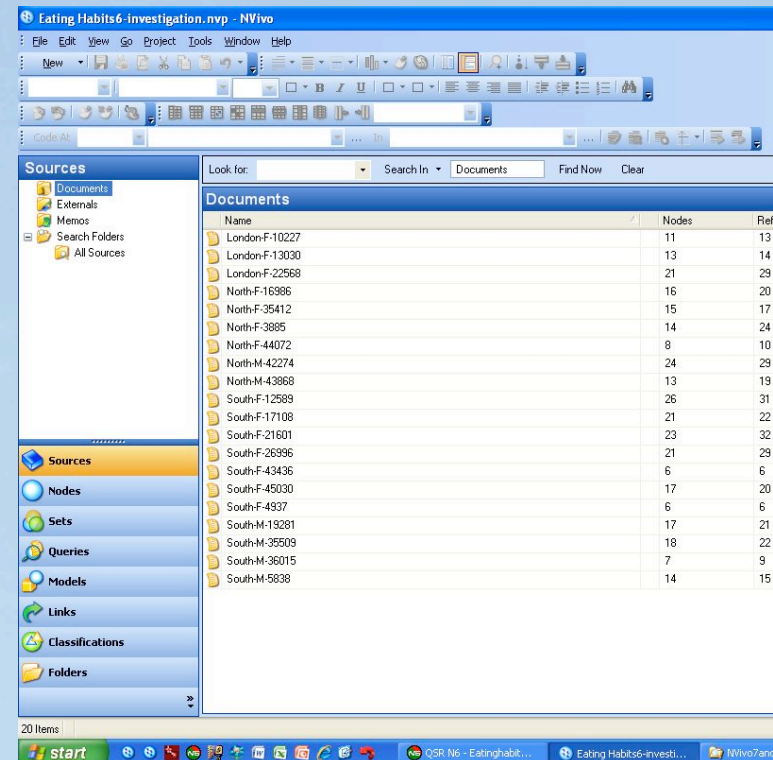 Eating Habits6-investigation.nvp - NVivo
File Edit View Go Project Tools Window Help
New
B I U
Code At ... In ...
Sources
Documents
Externals
Memos
Search Folders
All Sources
Sources
Nodes
Sets
Queries
Models
Links
Classifications
Folders
»
Look for: Search In Documents Find Now Clear
Documents
Name Nodes Ref
London-F-10227 11 13
London-F-13030 13 14
London-F-22568 21 29
North-F-16986 16 20
North-F-35412 15 17
North-F-3885 14 24
North-F-44072 8 10
North-M-42274 24 29
North-M-43868 13 19
South-F-12589 26 31
South-F-17108 21 22
South-F-21601 23 32
South-F-26996 21 29
South-F-43436 6 6
South-F-45030 17 20
South-F-4937 6 6
South-M-19281 17 21
South-M-35509 18 22
South-M-36015 7 9
South-M-5838 14 15
20 Items
start QSR N6 - Eatinghabit... Eating Habits6-investi... NVivo7and